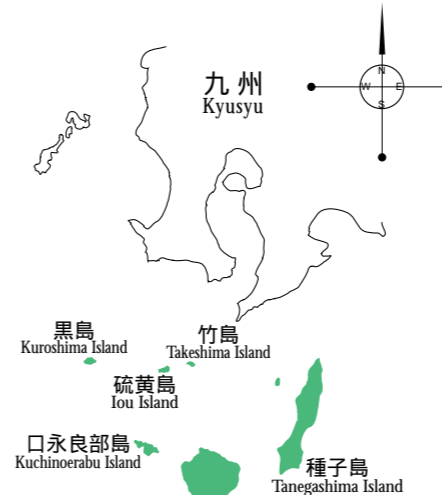 九州
Kyusyu
N
W E
S
黒島
Kuroshima Island
竹島
Takeshima Island
硫黄島
Iou Island
口永良部島
Kuchinoerabu Island
種子島
Tanegashima Island